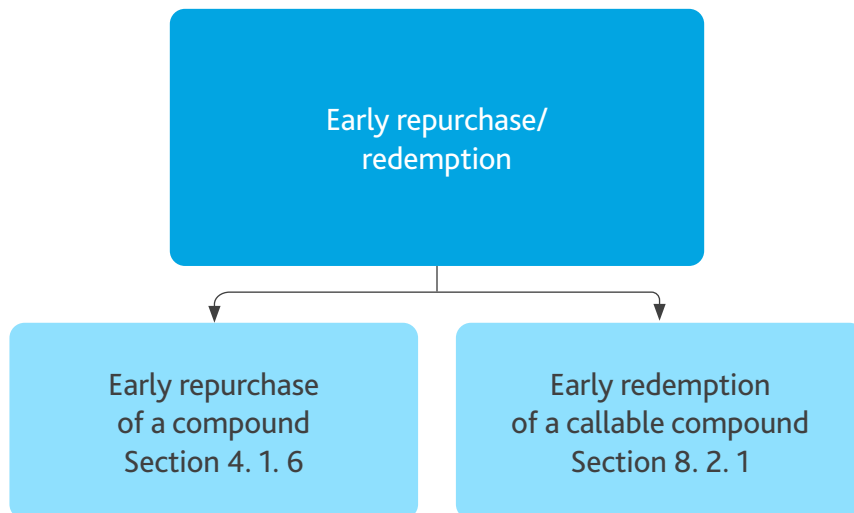 Early repurchase/
redemption
Early repurchase
of a compound
Section 4. 1. 6
Early redemption
of a callable compound
Section 8. 2. 1